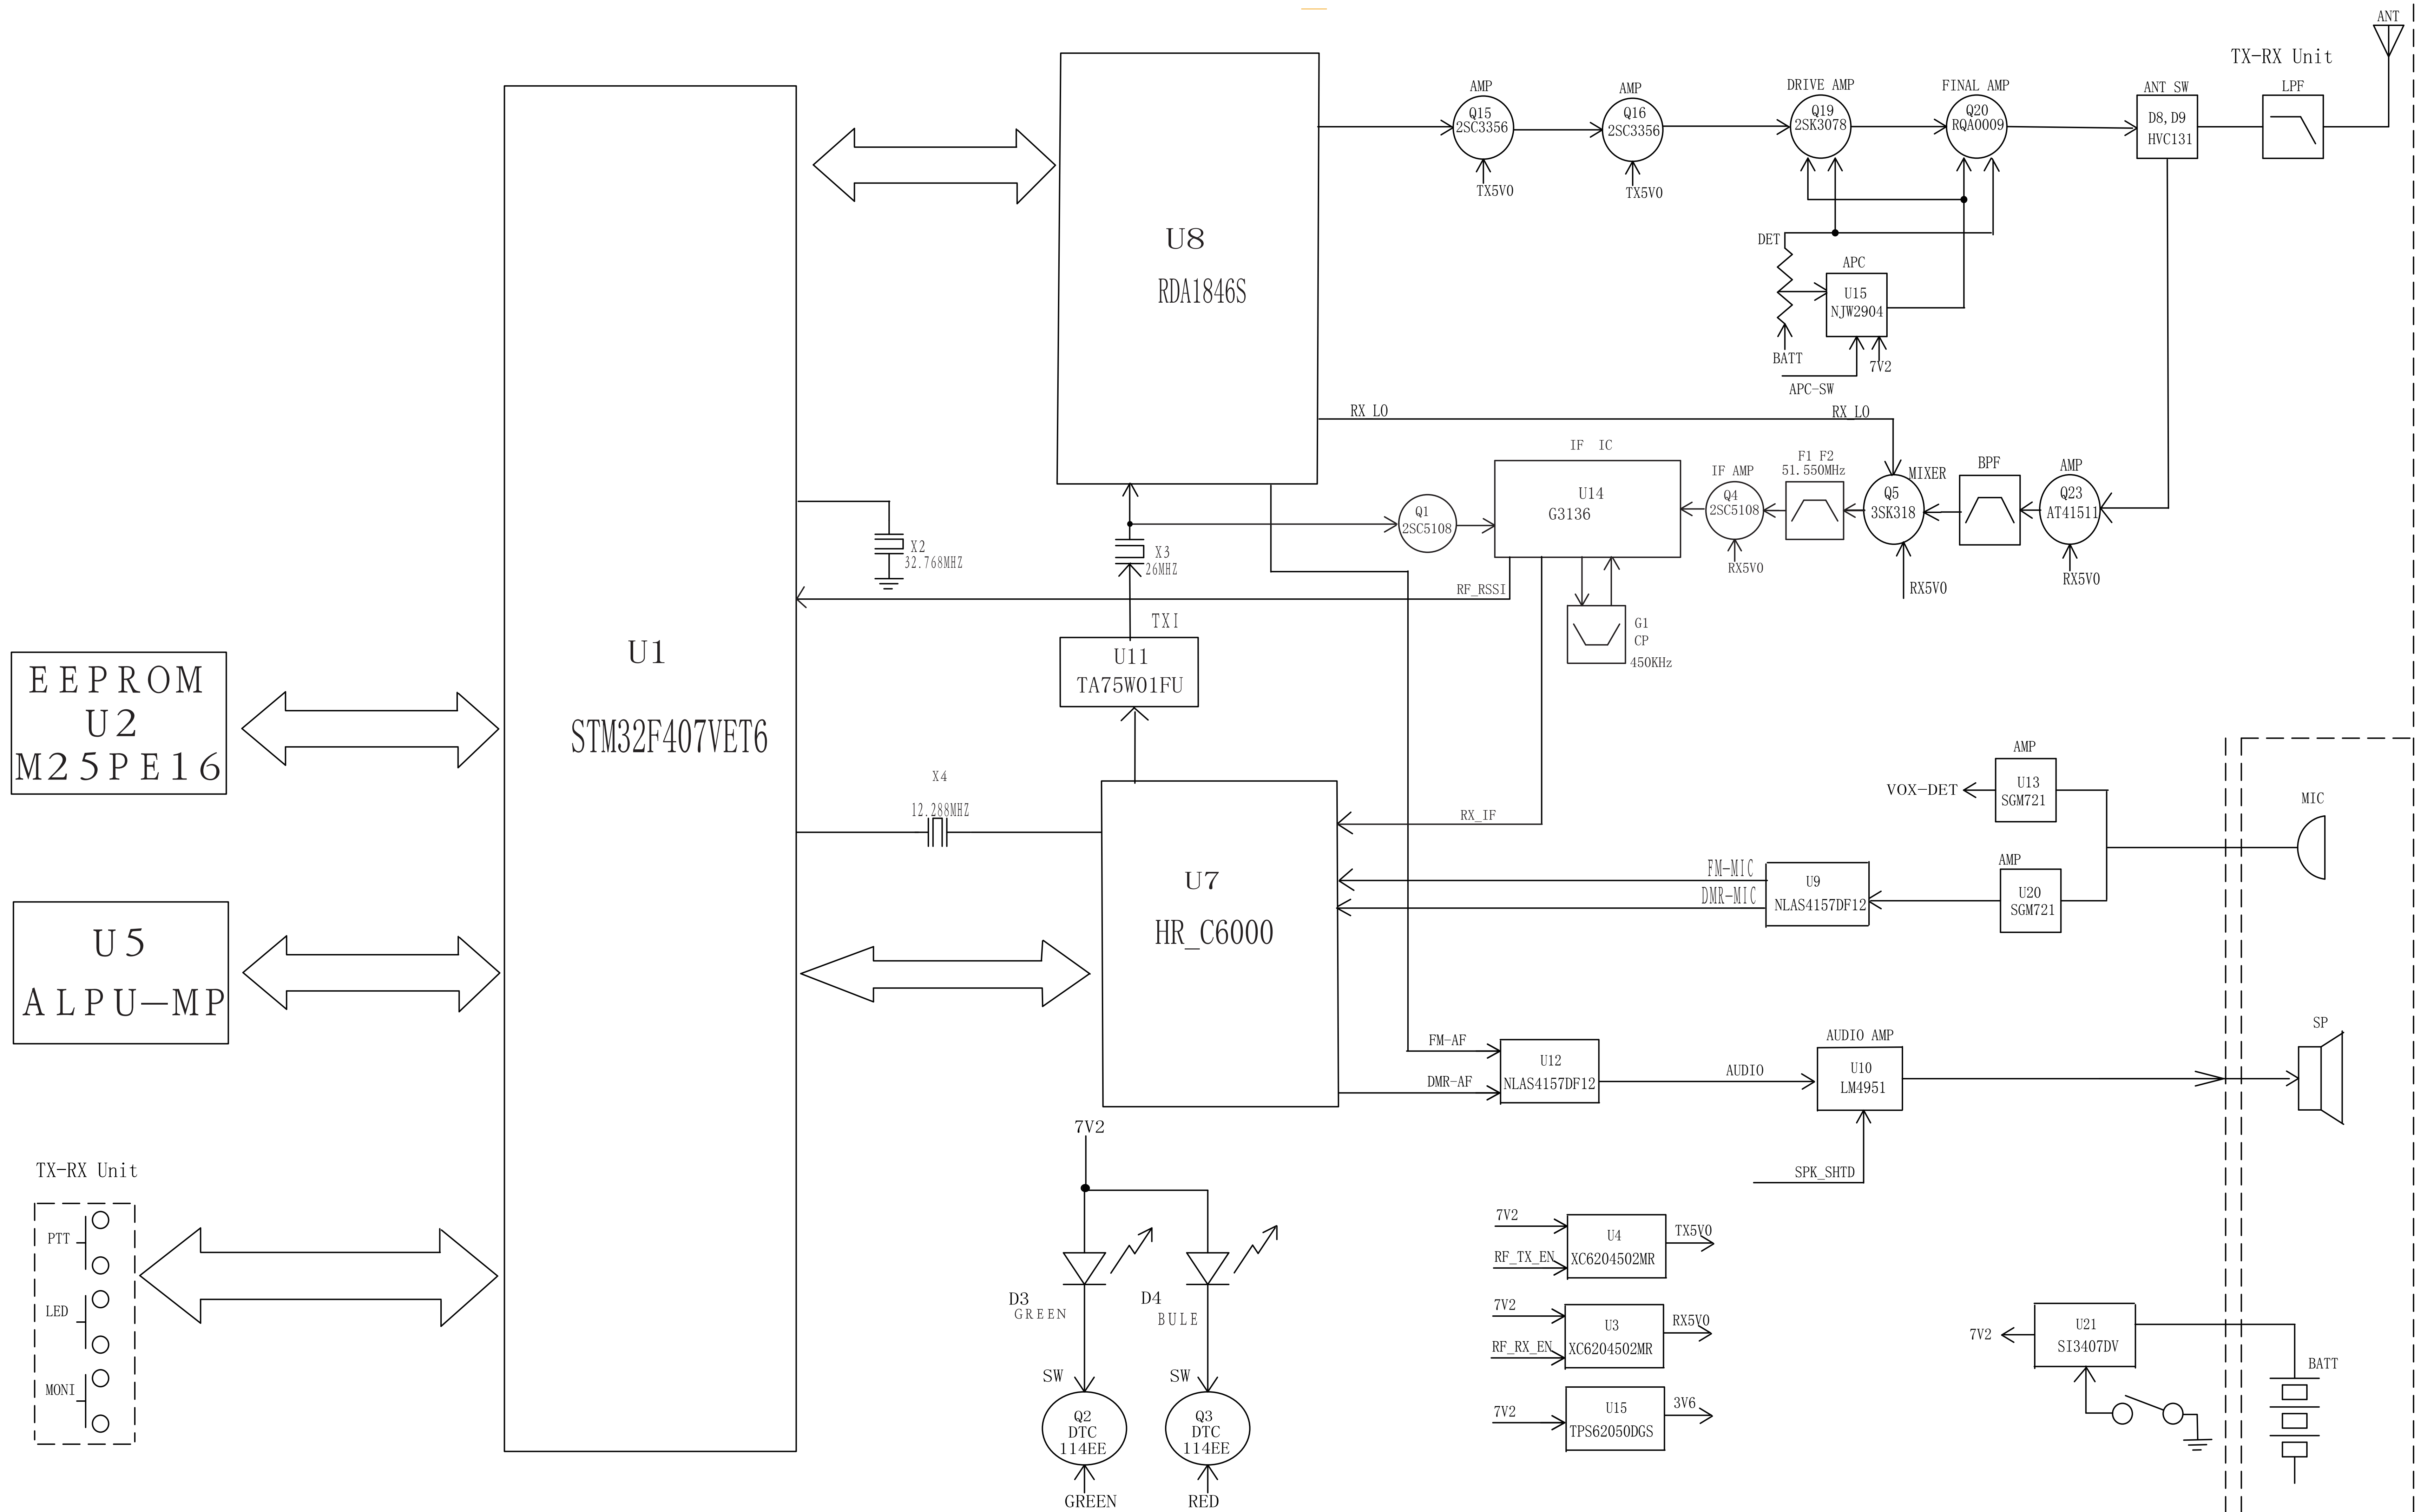 ANT
TX-RX Unit
AMP
Q15
2SC3356
TX5V0
AMP
Q16
2SC3356
TX5V0
DRIVE AMP
Q19
2SK3078
FINAL AMP
Q20
RQA0009
ANT SW
D8,D9
HVC131
LPF
U8
RDA1846S
DET
APC
U15
NJW2904
BATT
7V2
APC-SW
RX LO
RX_LO
IF IC
U14
G3136
IF AMP
Q4
2SC5108
RX5V0
F1 F2
51.550MHz
MIXER
Q5
3SK318
RX5V0
BPF
AMP
Q23
AT41511
RX5V0
Q1
2SC5108
X2
32.768MHZ
X3
26MHZ
RF_RSSI
G1
CP
450KHz
TXI
U11
TA75W01FU
U1
STM32F407VET6
EEPROM
U2
M25PE16
X4
12.288MHZ
RX_IF
U7
HR_C6000
FM-MIC
DMR-MIC
U9
NLAS4157DF12
VOX-DET
AMP
U13
SGM721
AMP
U20
SGM721
MIC
U5
ALPU-MP
FM-AF
DMR-AF
U12
NLAS4157DF12
AUDIO
AUDIO AMP
U10
LM4951
SPK_SHTD
SP
TX-RX Unit
PTT
LED
MONI
7V2
D3
GREEN
D4
BULE
SW
Q2
DTC
114EE
GREEN
SW
Q3
DTC
114EE
RED
7V2
RF_TX_EN
U4
XC6204502MR
TX5V0
7V2
RF_RX_EN
U3
XC6204502MR
RX5V0
7V2
U15
TPS62050DGS
3V6
7V2
U21
SI3407DV
BATT